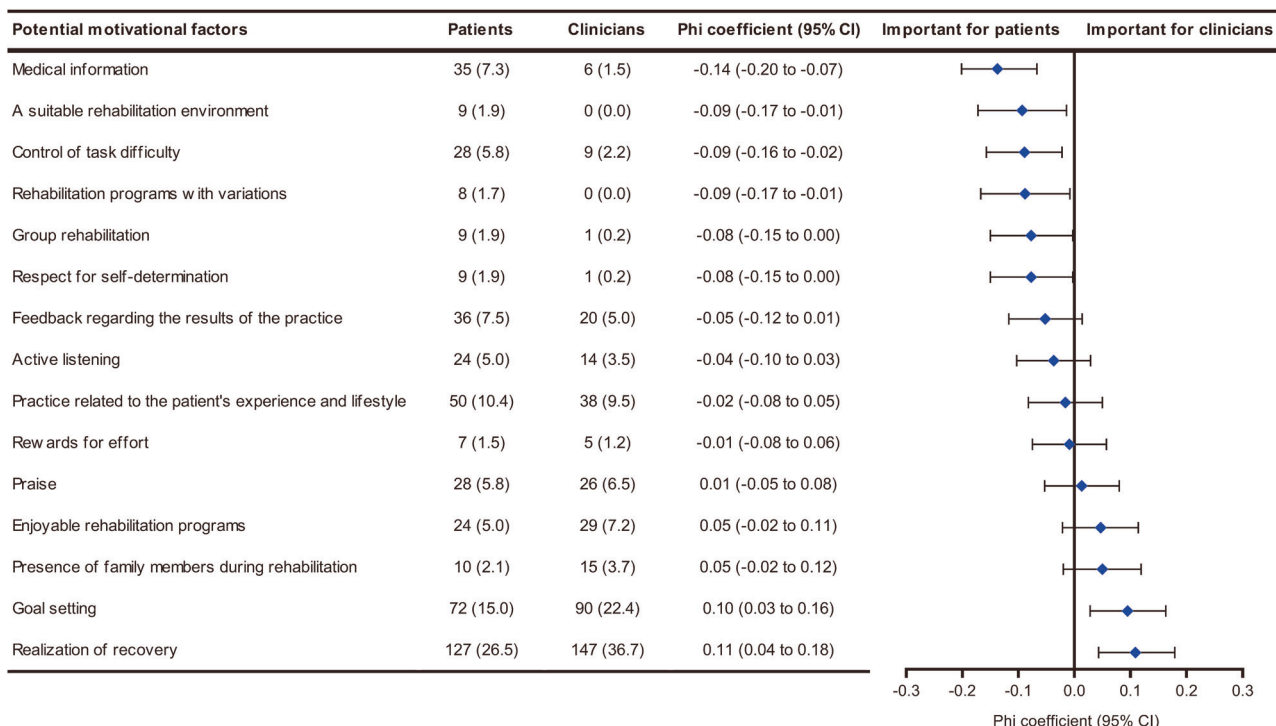 Potential motivational factors Patients Clinicians Phi coefficient (95% CI) Important for patients Important for clinicians
Medical information 35 (7.3) 6 (1.5) -0.14 (-0.20 to -0.07)
A suitable rehabilitation environment 9 (1.9) 0 (0.0) -0.09 (-0.17 to -0.01)
Control of task difficulty 28 (5.8) 9 (2.2) -0.09 (-0.16 to -0.02)
Rehabilitation programs with variations 8 (1.7) 0 (0.0) -0.09 (-0.17 to -0.01)
Group rehabilitation 9 (1.9) 1 (0.2) -0.08 (-0.15 to 0.00)
Respect for self-determination 9 (1.9) 1 (0.2) -0.08 (-0.15 to 0.00)
Feedback regarding the results of the practice 36 (7.5) 20 (5.0) -0.05 (-0.12 to 0.01)
Active listening 24 (5.0) 14 (3.5) -0.04 (-0.10 to 0.03)
Practice related to the patient's experience and lifestyle 50 (10.4) 38 (9.5) -0.02 (-0.08 to 0.05)
Rewards for effort 7 (1.5) 5 (1.2) -0.01 (-0.08 to 0.06)
Praise 28 (5.8) 26 (6.5) 0.01 (-0.05 to 0.08)
Enjoyable rehabilitation programs 24 (5.0) 29 (7.2) 0.05 (-0.02 to 0.11)
Presence of family members during rehabilitation 10 (2.1) 15 (3.7) 0.05 (-0.02 to 0.12)
Goal setting 72 (15.0) 90 (22.4) 0.10 (0.03 to 0.16)
Realization of recovery 127 (26.5) 147 (36.7) 0.11 (0.04 to 0.18)
-0.3 -0.2 -0.1 0.0 0.1 0.2 0.3
Phi coefficient (95% CI)